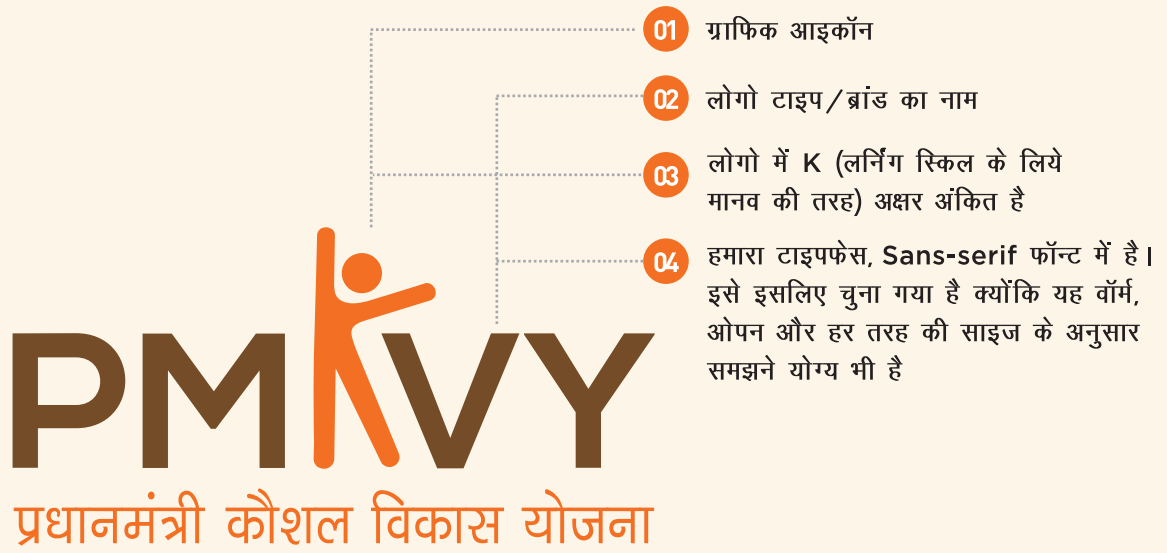 01 ग्राफिक आइकॉन
02 लोगो टाइप/ब्रांड का नाम
03 लोगो में K (लर्निंग स्किल के लिये
मानव की तरह) अक्षर अंकित है
04 हमारा टाइपफेस, Sans-serif फॉन्ट में है।
इसे इसलिए चुना गया है क्योंकि यह वॉर्म,
ओपन और हर तरह की साइज के अनुसार
समझने योग्य भी है
PMKVY
प्रधानमंत्री कौशल विकास योजना